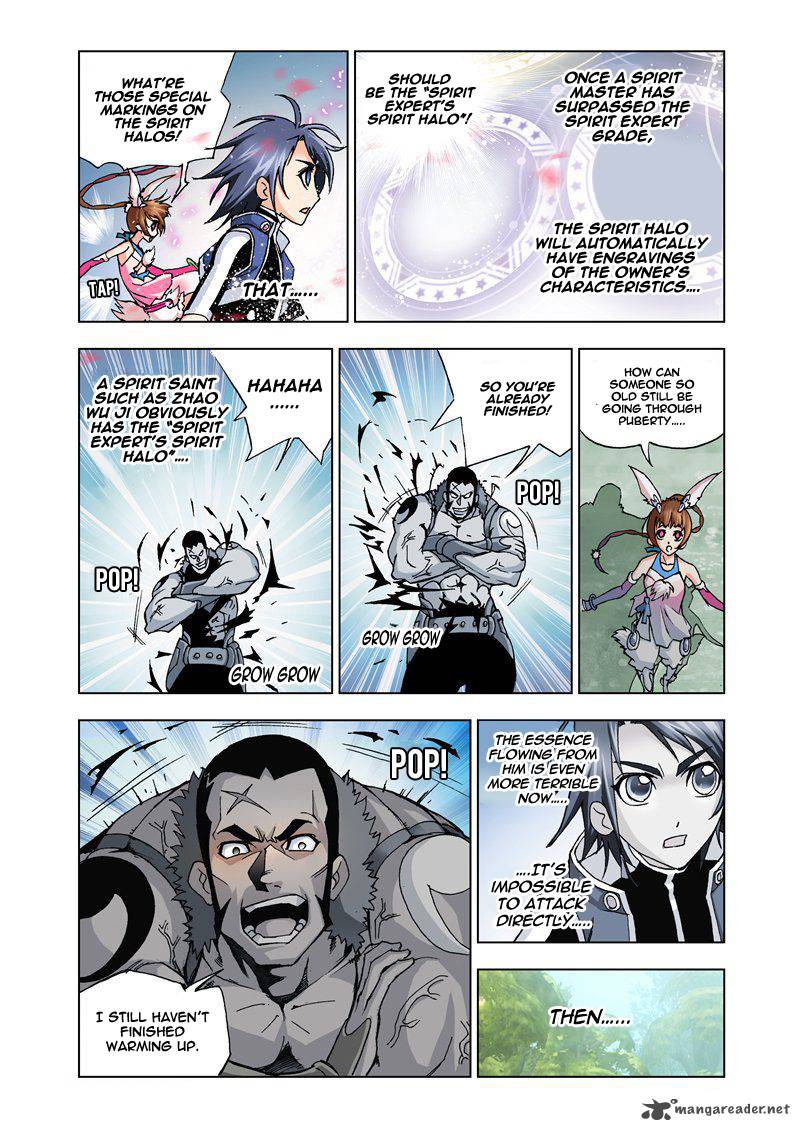 WHAT'RE
THOSE SPECIAL
MARKINGS ON
THE SPIRIT
HALOS!
TAP!
THAT......
SHOULD
BE THE "SPIRIT
EXPERT'S
SPIRIT HALO"!
ONCE A SPIRIT
MASTER HAS
SURPASSED THE
SPIRIT EXPERT
GRADE,
THE SPIRIT HALO
WILL AUTOMATICALLY
HAVE ENGRAVINGS
OF THE OWNER'S
CHARACTERISTICS....
A SPIRIT SAINT
SUCH AS ZHAO
WU JI OBVIOUSLY
HAS THE "SPIRIT
EXPERT'S SPIRIT
HALO"....
HAHAHA
......
POP!
GROW GROW
SO YOU'RE
ALREADY
FINISHED!
POP!
GROW GROW
HOW CAN
SOMEONE SO
OLD STILL BE
GOING THROUGH
PUBERTY.....
POP!
I STILL HAVEN'T
FINISHED
WARMING UP.
THE ESSENCE
FLOWING FROM
HIM IS EVEN
MORE TERRIBLE
NOW.....
....IT'S
IMPOSSIBLE
TO ATTACK
DIRECTLY.....
THEN......
mangareader.net